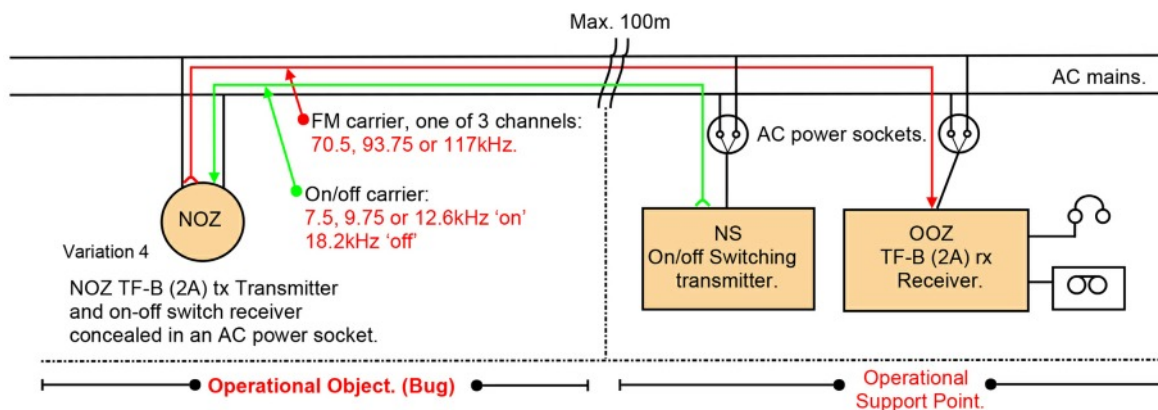 Max. 100m
AC mains.
FM carrier, one of 3 channels:
70.5, 93.75 or 117kHz.
AC power sockets.
On/off carrier:
7.5, 9.75 or 12.6kHz ‘on’
18.2kHz ‘off’
NOZ
Variation 4
NOZ TF-B (2A) tx Transmitter
and on-off switch receiver
concealed in an AC power socket.
NS
On/off Switching
transmitter.
OOZ
TF-B (2A) rx
Receiver.
Operational Object. (Bug)
Operational
Support Point.